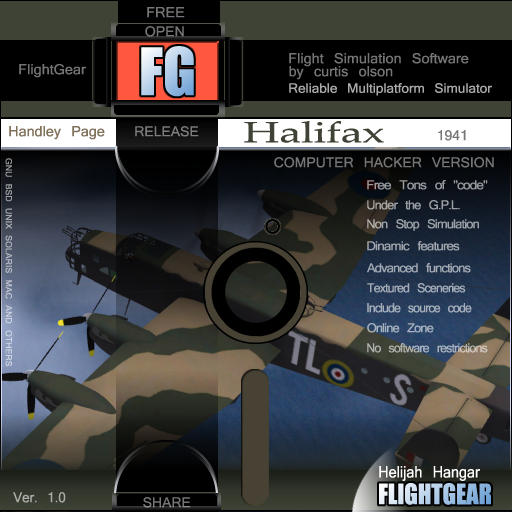 FREE
OPEN
FlightGear
FG
Flight Simulation Software
by curtis olson
Reliable Multiplatform Simulator
Handley Page
RELEASE
Halifax
1941
COMPUTER HACKER VERSION
Free Tons of "code"
Under the G.P.L.
Non Stop Simulation
Dinamic features
Advanced functions
Textured Sceneries
Include source code
Online Zone
No software restrictions
GNU BSD UNIX SOLARIS MAC AND OTHERS
TL
S
Helijah Hangar
FLIGHTGEAR
Ver. 1.0
SHARE